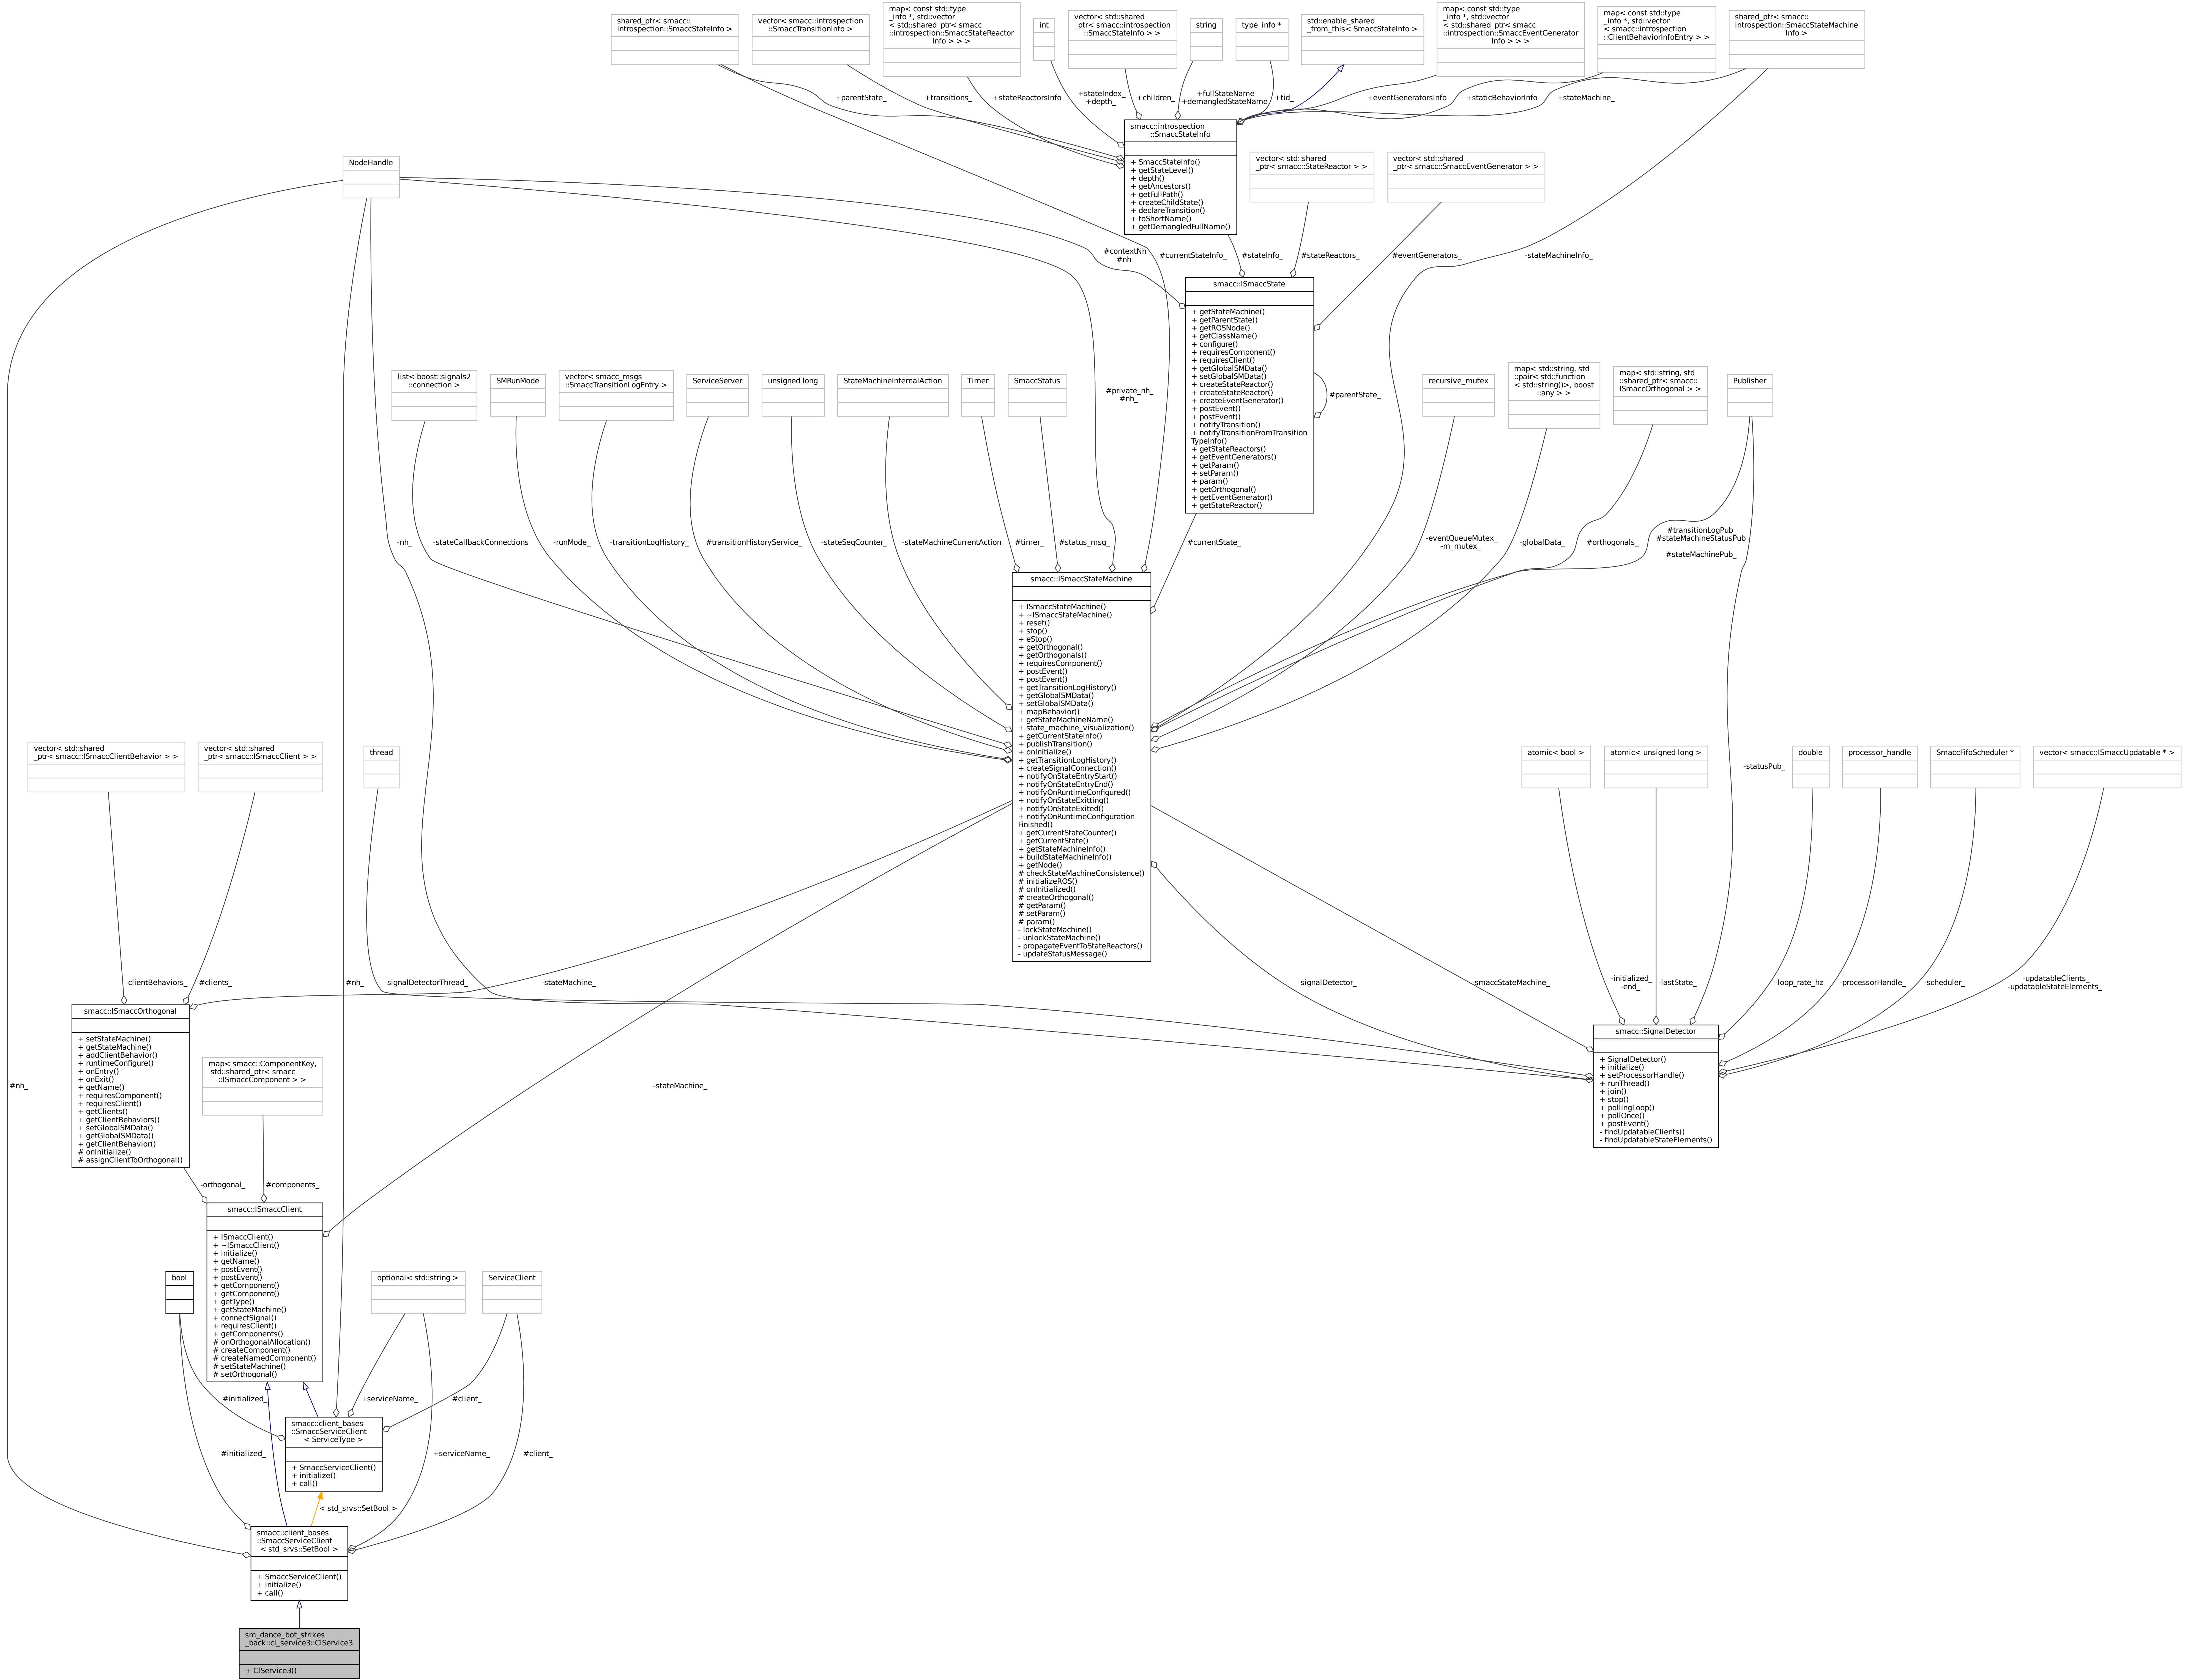 shared_ptr< smacc::
introspection::SmaccStateInfo >
vector< smacc::introspection
::SmaccTransitionInfo >
map< const std::type
_info *, std::vector
< std::shared_ptr< smacc
::introspection::SmaccStateReactor
Info > > >
int
vector< std::shared
_ptr< smacc::introspection
::SmaccStateInfo > >
string
type_info *
std::enable_shared
_from_this< SmaccStateInfo >
map< const std::type
_info *, std::vector
< std::shared_ptr< smacc
::introspection::SmaccEventGenerator
Info > > >
map< const std::type
_info *, std::vector
< smacc::introspection
::ClientBehaviorInfoEntry > >
shared_ptr< smacc::
introspection::SmaccStateMachine
Info >
+parentState_
+transitions_
+stateReactorsInfo
+stateIndex_
+depth_
+children_
+fullStateName
+demangledStateName
+tid_
+eventGeneratorsInfo
+staticBehaviorInfo
+stateMachine_
smacc::introspection
::SmaccStateInfo
+ SmaccStateInfo()
+ getStateLevel()
+ depth()
+ getAncestors()
+ getFullPath()
+ createChildState()
+ declareTransition()
+ toShortName()
+ getDemangledFullName()
NodeHandle
vector< std::shared
_ptr< smacc::StateReactor > >
vector< std::shared
_ptr< smacc::SmaccEventGenerator > >
#contextNh
#nh
#currentStateInfo_
#stateInfo_
#stateReactors_
#eventGenerators_
-stateMachineInfo_
smacc::ISmaccState
+ getStateMachine()
+ getParentState()
+ getROSNode()
+ getClassName()
+ configure()
+ requiresComponent()
+ requiresClient()
+ getGlobalSMData()
+ setGlobalSMData()
+ createStateReactor()
+ createStateReactor()
+ createEventGenerator()
+ postEvent()
+ postEvent()
+ notifyTransition()
+ notifyTransitionFromTransition
TypeInfo()
+ getStateReactors()
+ getEventGenerators()
+ getParam()
+ setParam()
+ param()
+ getOrthogonal()
+ getEventGenerator()
+ getStateReactor()
#parentState_
list< boost::signals2
::connection >
SMRunMode
vector< smacc_msgs
::SmaccTransitionLogEntry >
ServiceServer
unsigned long
StateMachineInternalAction
Timer
SmaccStatus
#private_nh_
#nh_
recursive_mutex
map< std::string, std
::pair< std::function
< std::string()>, boost
::any > >
map< std::string, std
::shared_ptr< smacc::
ISmaccOrthogonal > >
Publisher
-nh_
-stateCallbackConnections
-runMode_
-transitionLogHistory_
#transitionHistoryService_
-stateSeqCounter_
-stateMachineCurrentAction
#timer_
#status_msg_
#currentState_
-eventQueueMutex_
-m_mutex_
-globalData_
#orthogonals_
#transitionLogPub_
#stateMachineStatusPub
_
#stateMachinePub_
smacc::ISmaccStateMachine
+ ISmaccStateMachine()
+ ~ISmaccStateMachine()
+ reset()
+ stop()
+ eStop()
+ getOrthogonal()
+ getOrthogonals()
+ requiresComponent()
+ postEvent()
+ postEvent()
+ getTransitionLogHistory()
+ getGlobalSMData()
+ setGlobalSMData()
+ mapBehavior()
+ getStateMachineName()
+ state_machine_visualization()
+ getCurrentStateInfo()
+ publishTransition()
+ onInitialize()
+ getTransitionLogHistory()
+ createSignalConnection()
+ notifyOnStateEntryStart()
+ notifyOnStateEntryEnd()
+ notifyOnRuntimeConfigured()
+ notifyOnStateExitting()
+ notifyOnStateExited()
+ notifyOnRuntimeConfiguration
Finished()
+ getCurrentStateCounter()
+ getCurrentState()
+ getStateMachineInfo()
+ buildStateMachineInfo()
+ getNode()
# checkStateMachineConsistence()
# initializeROS()
# onInitialized()
# createOrthogonal()
# getParam()
# setParam()
# param()
- lockStateMachine()
- unlockStateMachine()
- propagateEventToStateReactors()
- updateStatusMessage()
vector< std::shared
_ptr< smacc::ISmaccClientBehavior > >
vector< std::shared
_ptr< smacc::ISmaccClient > >
thread
atomic< bool >
atomic< unsigned long >
double
processor_handle
SmaccFifoScheduler *
vector< smacc::ISmaccUpdatable * >
-statusPub_
-clientBehaviors_
#clients_
#nh_
-signalDetectorThread_
-stateMachine_
-signalDetector_
-smaccStateMachine_
-initialized_
-end_
-lastState_
-loop_rate_hz
-processorHandle_
-scheduler_
-updatableClients_
-updatableStateElements_
smacc::ISmaccOrthogonal
+ setStateMachine()
+ getStateMachine()
+ addClientBehavior()
+ runtimeConfigure()
+ onEntry()
+ onExit()
+ getName()
+ requiresComponent()
+ requiresClient()
+ getClients()
+ getClientBehaviors()
+ setGlobalSMData()
+ getGlobalSMData()
+ getClientBehavior()
# onInitialize()
# assignClientToOrthogonal()
smacc::SignalDetector
+ SignalDetector()
+ initialize()
+ setProcessorHandle()
+ runThread()
+ join()
+ stop()
+ pollingLoop()
+ pollOnce()
+ postEvent()
- findUpdatableClients()
- findUpdatableStateElements()
map< smacc::ComponentKey,
std::shared_ptr< smacc
::ISmaccComponent > >
#nh_
-stateMachine_
-orthogonal_
#components_
smacc::ISmaccClient
+ ISmaccClient()
+ ~ISmaccClient()
+ initialize()
+ getName()
+ postEvent()
+ postEvent()
+ getComponent()
+ getComponent()
+ getType()
+ getStateMachine()
+ connectSignal()
+ requiresClient()
+ getComponents()
# onOrthogonalAllocation()
# createComponent()
# createNamedComponent()
# setStateMachine()
# setOrthogonal()
bool
optional< std::string >
ServiceClient
#initialized_
+serviceName_
#client_
smacc::client_bases
::SmaccServiceClient
< ServiceType >
+ SmaccServiceClient()
+ initialize()
+ call()
#initialized_
+serviceName_
#client_
< std_srvs::SetBool >
smacc::client_bases
::SmaccServiceClient
< std_srvs::SetBool >
+ SmaccServiceClient()
+ initialize()
+ call()
sm_dance_bot_strikes
_back::cl_service3::ClService3
+ ClService3()